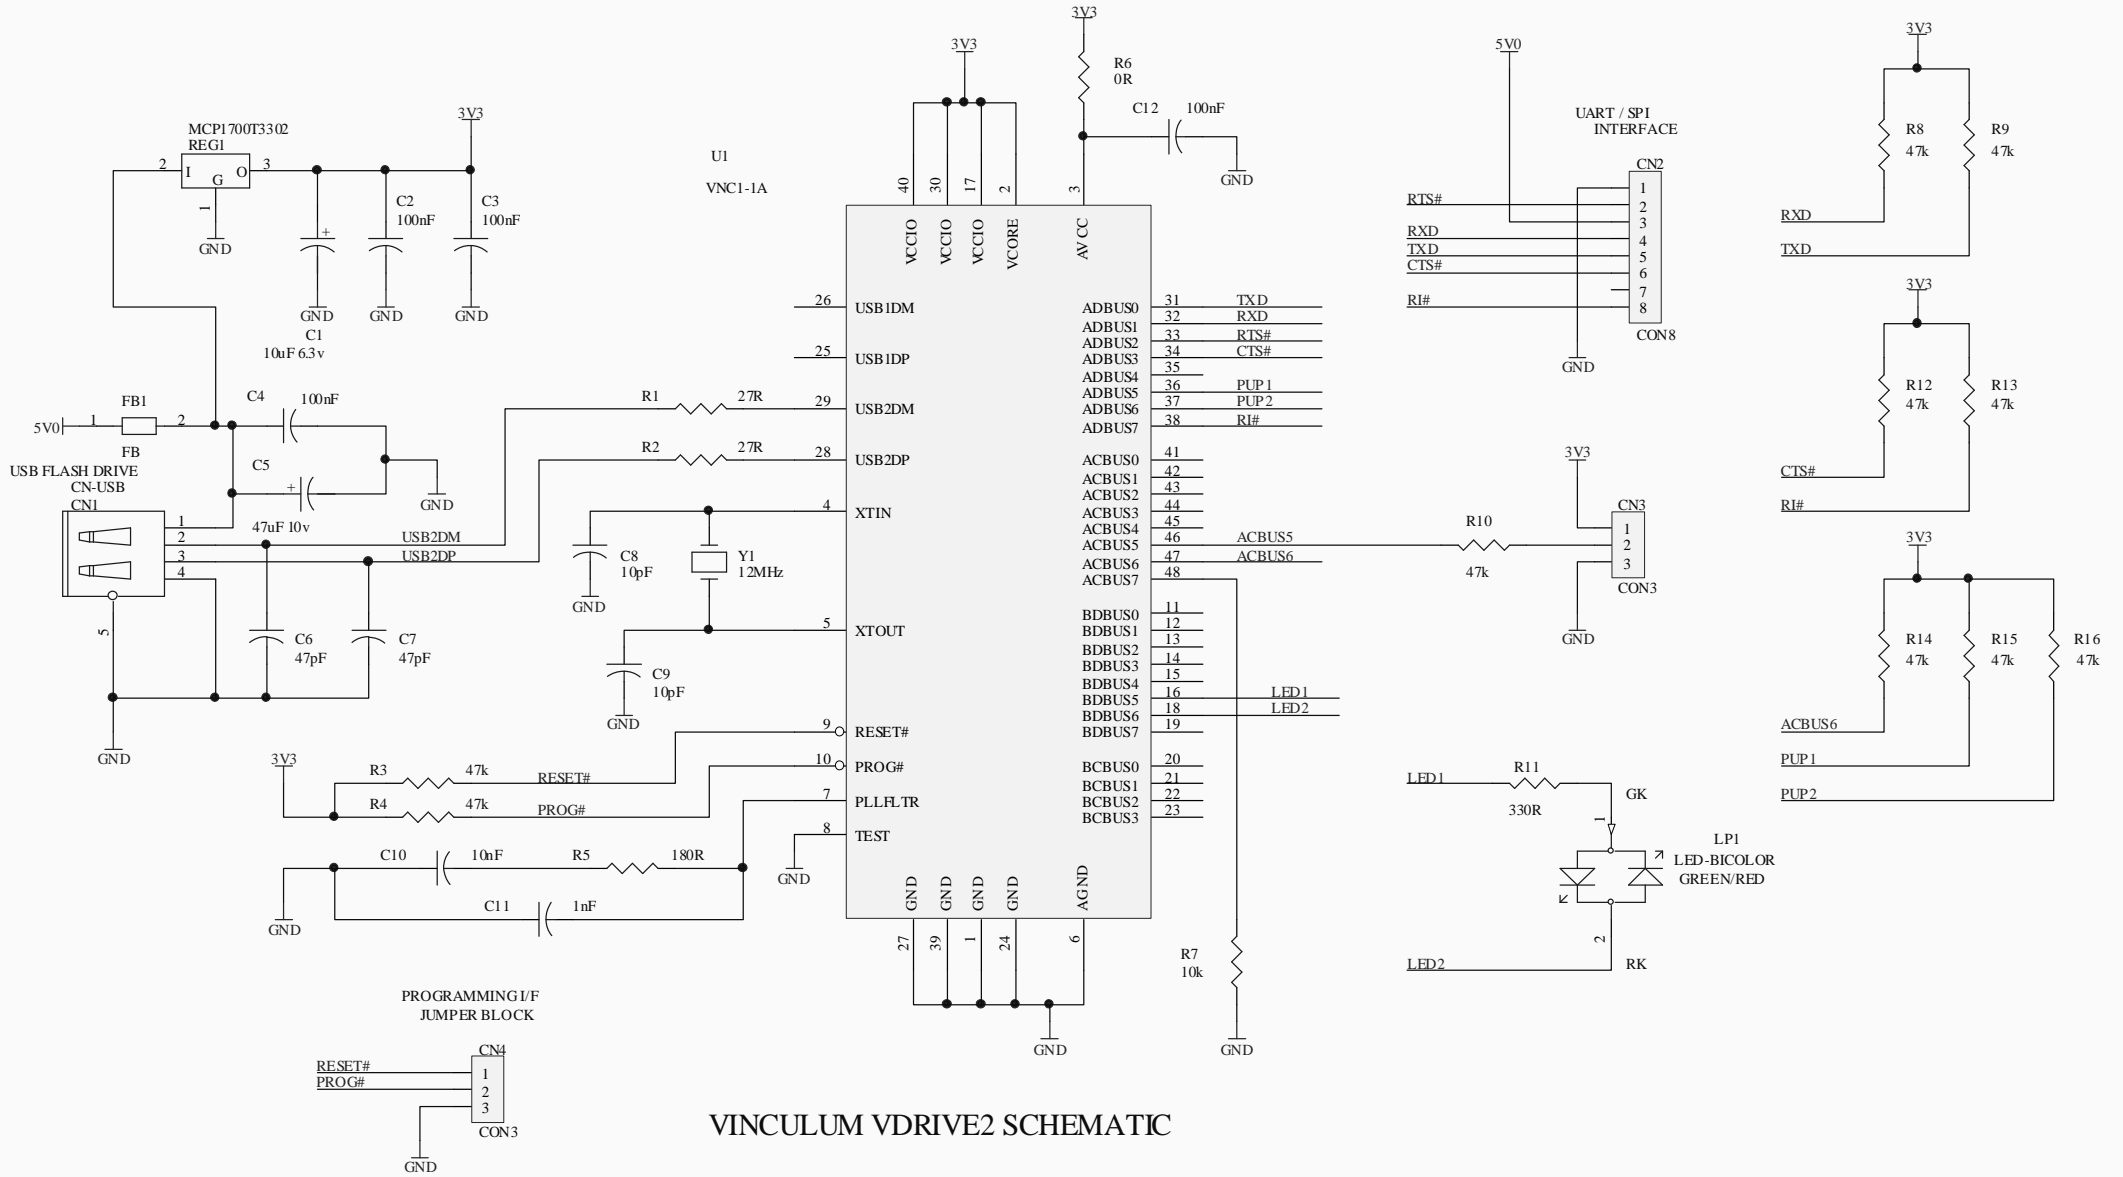 MCP1700T3302
REG1
2
I
G
O
3
1
GND
3V3
C2
100nF
C3
100nF
+
GND
GND
GND
C1
10uF 6.3v
5V0
1
FB1
2
FB
C4
100nF
C5
+
47uF 10v
GND
USB FLASH DRIVE
CN-USB
CN1
1
2
3
4
5
USB2DM
USB2DP
C6
47pF
C7
47pF
GND
R1
27R
R2
27R
C8
10pF
GND
Y1
12MHz
C9
10pF
GND
3V3
R3
47k
RESET#
R4
47k
PROG#
C10
10nF
R5
180R
C11
1nF
GND
GND
PROGRAMMING I/F
JUMPER BLOCK
RESET#
PROG#
CN4
1
2
3
CON3
GND
U1
VNC1-1A
3V3
40
30
17
2
3
VCCIO
VCCIO
VCCIO
VCORE
AVCC
3V3
R6
0R
C12
100nF
GND
26
USB1DM
25
USB1DP
29
USB2DM
28
USB2DP
4
XTIN
5
XTOUT
9
RESET#
10
PROG#
7
PLLFLTR
8
TEST
ADBUS0
31
TXD
ADBUS1
32
RXD
ADBUS2
33
RTS#
ADBUS3
34
CTS#
ADBUS4
35
ADBUS5
36
PUP1
ADBUS6
37
PUP2
ADBUS7
38
RI#
ACBUS0
41
ACBUS1
42
ACBUS2
43
ACBUS3
44
ACBUS4
45
ACBUS5
46
ACBUS5
ACBUS6
47
ACBUS6
ACBUS7
48
BDBUS0
11
BDBUS1
12
BDBUS2
13
BDBUS3
14
BDBUS4
15
BDBUS5
16
LED1
BDBUS6
18
LED2
BDBUS7
19
BCBUS0
20
BCBUS1
21
BCBUS2
22
BCBUS3
23
GND
GND
GND
GND
AGND
27
39
1
24
6
GND
R7
10k
GND
5V0
UART / SPI
INTERFACE
CN2
RTS#
RXD
TXD
CTS#
RI#
1
2
3
4
5
6
7
8
CON8
GND
3V3
R10
47k
CN3
1
2
3
CON3
GND
LED1
R11
330R
GK
1
LP1
LED-BICOLOR
GREEN/RED
2
LED2
RK
3V3
R8
47k
R9
47k
RXD
TXD
3V3
R12
47k
R13
47k
CTS#
RI#
3V3
R14
47k
R15
47k
R16
47k
ACBUS6
PUP1
PUP2
VINCULUM VDRIVE2 SCHEMATIC